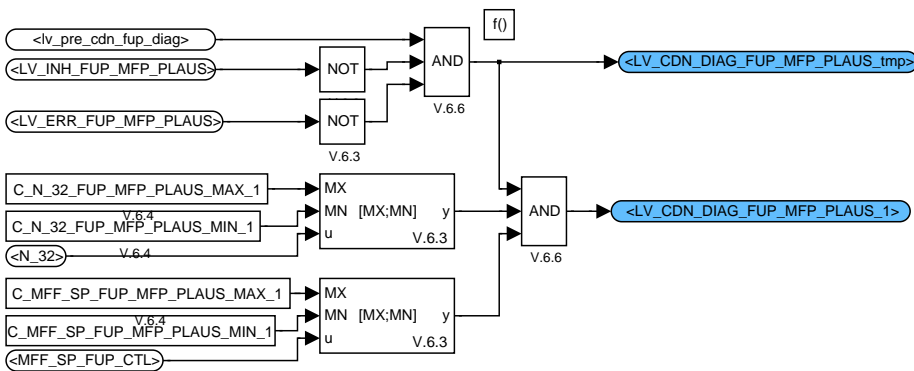 f()
<lv_pre_cdn_fup_diag>
<LV_INH_FUP_MFP_PLAUS>
NOT
AND
<LV_CDN_DIAG_FUP_MFP_PLAUS_tmp>
V.6.6
<LV_ERR_FUP_MFP_PLAUS>
NOT
V.6.3
C_N_32_FUP_MFP_PLAUS_MAX_1
V.6.4
C_N_32_FUP_MFP_PLAUS_MIN_1
V.6.4
<N_32>
MX
MN [MX;MN] y
u
V.6.3
AND
<LV_CDN_DIAG_FUP_MFP_PLAUS_1>
V.6.6
C_MFF_SP_FUP_MFP_PLAUS_MAX_1
V.6.4
C_MFF_SP_FUP_MFP_PLAUS_MIN_1
<MFF_SP_FUP_CTL>
MX
MN [MX;MN] y
u
V.6.3